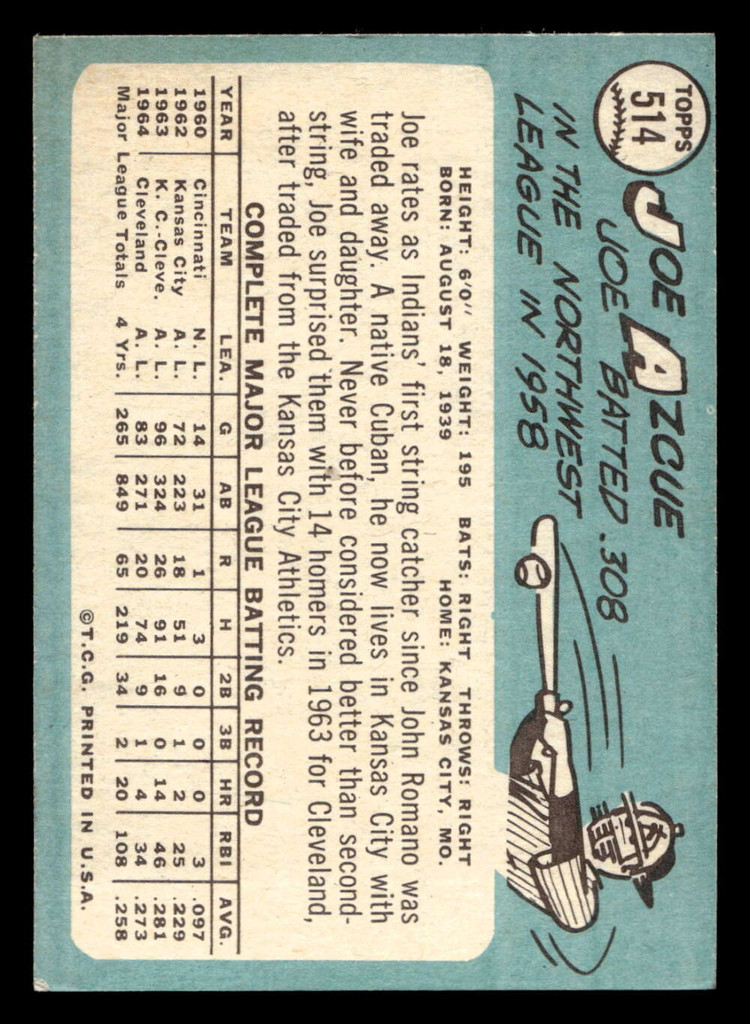 TOPPS
514
JOE AZCUE
JOE BATTED .308
IN THE NORTHWEST
LEAGUE IN 1958
HEIGHT: 6'0" WEIGHT: 195 BATS: RIGHT THROWS: RIGHT
BORN: AUGUST 18, 1939 HOME: KANSAS CITY, MO.
Joe rates as Indians' first string catcher since John Romano was
traded away. A native Cuban, he now lives in Kansas City with
wife and daughter. Never before considered better than second-
string, Joe surprised them with 14 homers in 1963 for Cleveland,
after traded from the Kansas City Athletics.
COMPLETE MAJOR LEAGUE BATTING RECORD
YEAR TEAM LEA. G AB R H 2B 3B HR RBI AVG.
1960 Cincinnati N. L. 14 31 1 3 0 0 0 3 .097
1962 Kansas City A. L. 72 223 18 51 9 1 2 25 .229
1963 K. C.-Cleve. A. L. 96 324 26 91 16 0 14 46 .281
1964 Cleveland A. L. 83 271 20 74 9 1 4 34 .273
Major League Totals 4 Yrs. 265 849 65 219 34 2 20 108 .258
©T.C.G. PRINTED IN U.S.A.